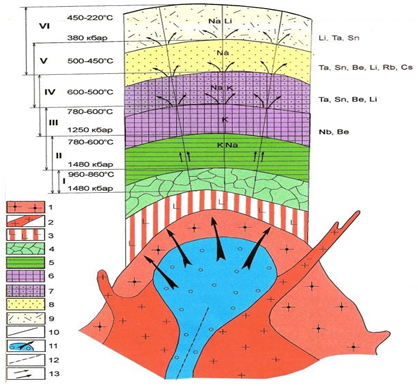 VI 450-220°C Na Li
380 кбар Li, Ta, Sn
V 500-450°C Na
Ta, Sn, Be, Li, Rb, Cs
IV 600-500°C Na K
Ta, Sn, Be, Li
780-600°C
III K
1250 кбар Nb, Be
780-600°C
II K Na
1480 кбар
960-860°C
I
1480 кбар
L L L L
1
2
3
4
5
6
7
8
9
10
11
12
13